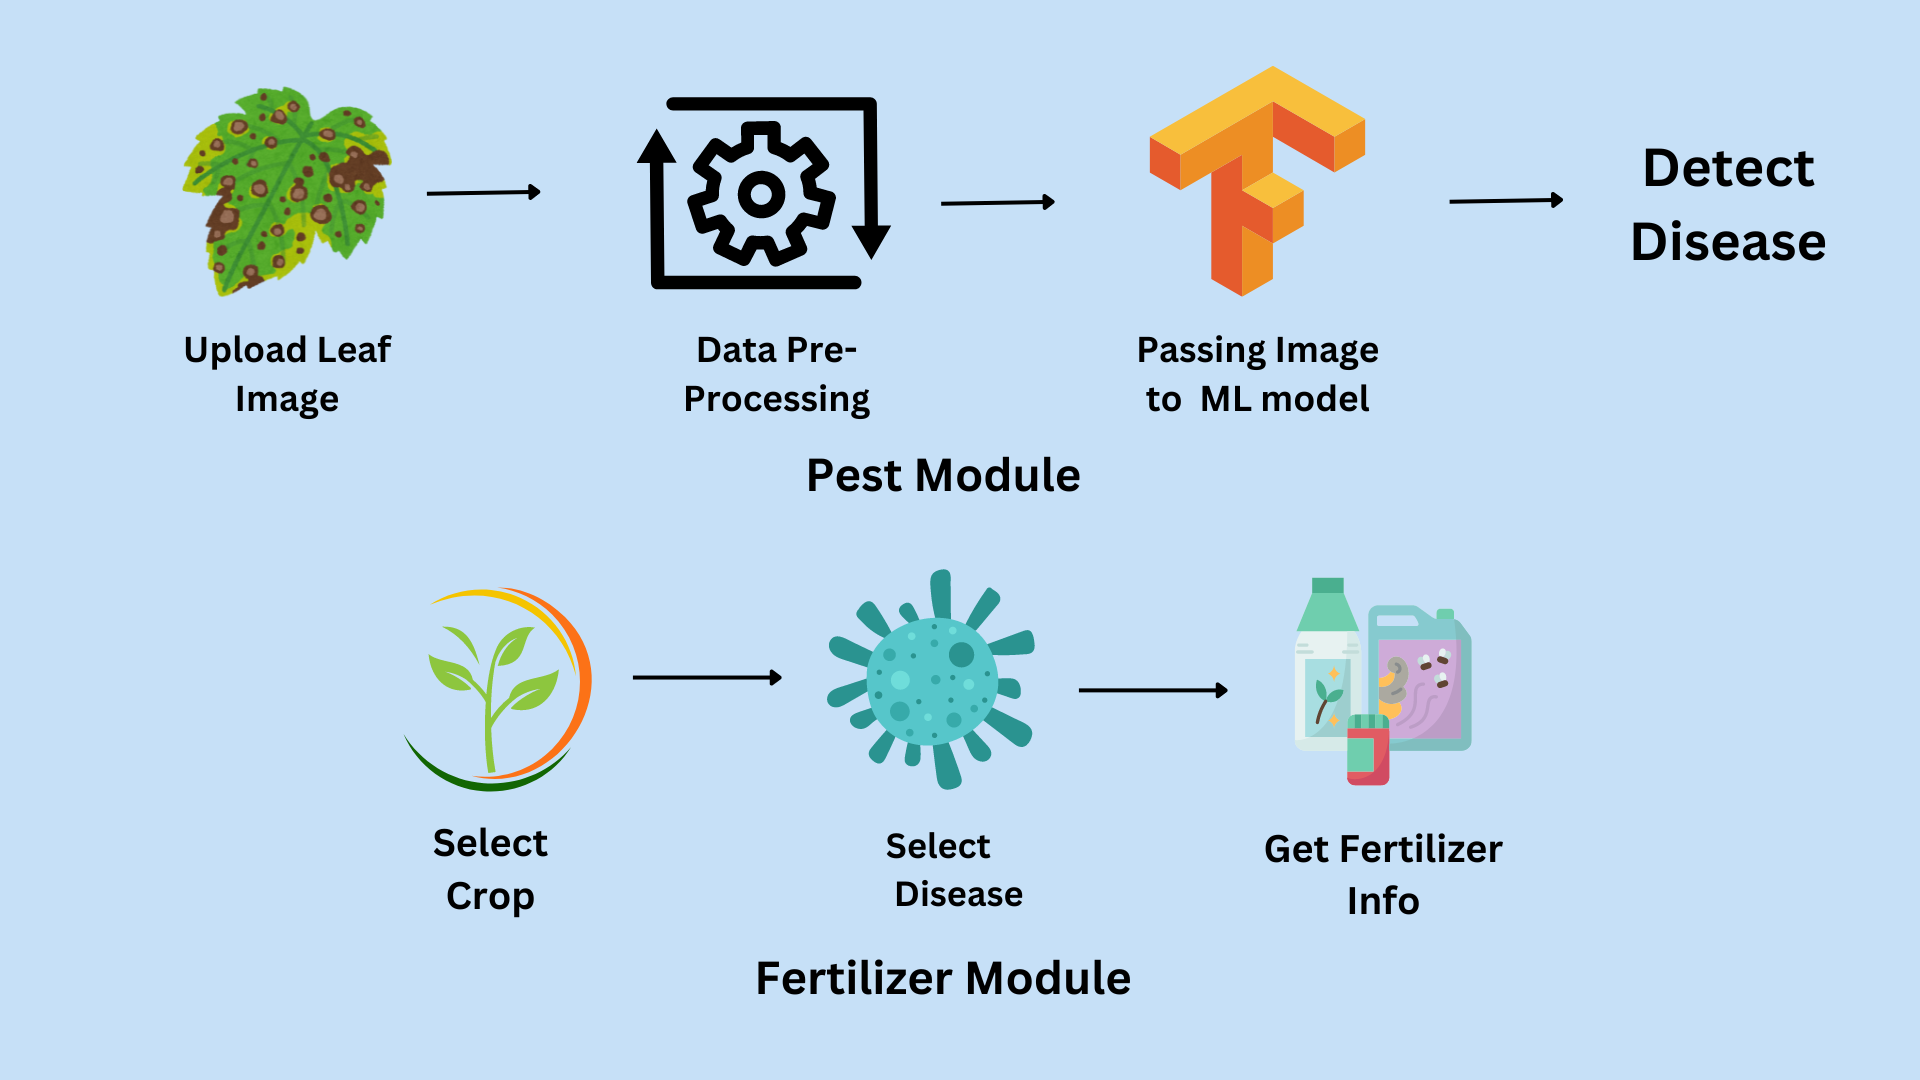 Detect
Disease
Upload Leaf
Image
Data Pre-
Processing
Passing Image
to ML model
Pest Module
Select
Crop
Select
Disease
Get Fertilizer
Info
Fertilizer Module